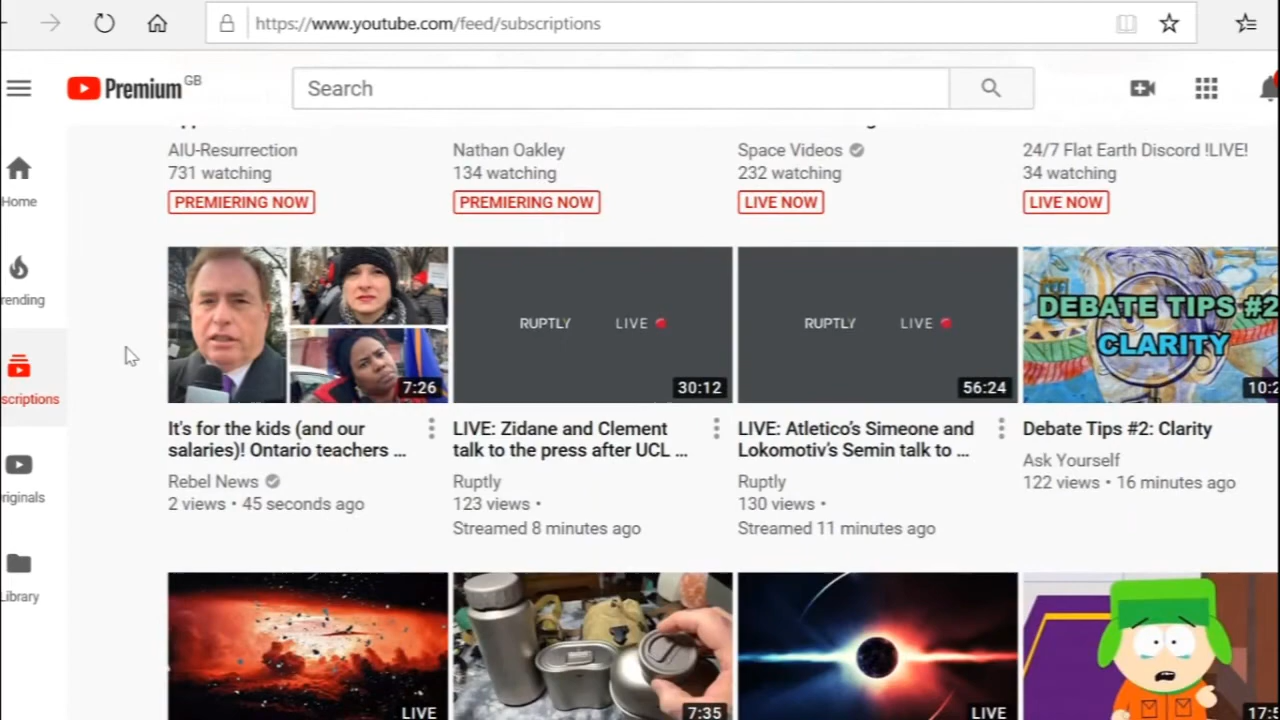 https://www.youtube.com/feed/subscriptions
Premium GB
Search
AIU-Resurrection
731 watching
PREMIERING NOW
Nathan Oakley
134 watching
PREMIERING NOW
Space Videos
232 watching
LIVE NOW
24/7 Flat Earth Discord !LIVE!
34 watching
LIVE NOW
Home
rending
scriptions
riginals
Library
7:26
It's for the kids (and our
salaries)! Ontario teachers ...
Rebel News
2 views • 45 seconds ago
RUPTLY LIVE
30:12
LIVE: Zidane and Clement
talk to the press after UCL ...
Ruptly
123 views •
Streamed 8 minutes ago
RUPTLY LIVE
56:24
LIVE: Atletico's Simeone and
Lokomotiv's Semin talk to ...
Ruptly
130 views •
Streamed 11 minutes ago
DEBATE TIPS #2
CLARITY
10:2
Debate Tips #2: Clarity
Ask Yourself
122 views • 16 minutes ago
LIVE
7:35
LIVE
17:5